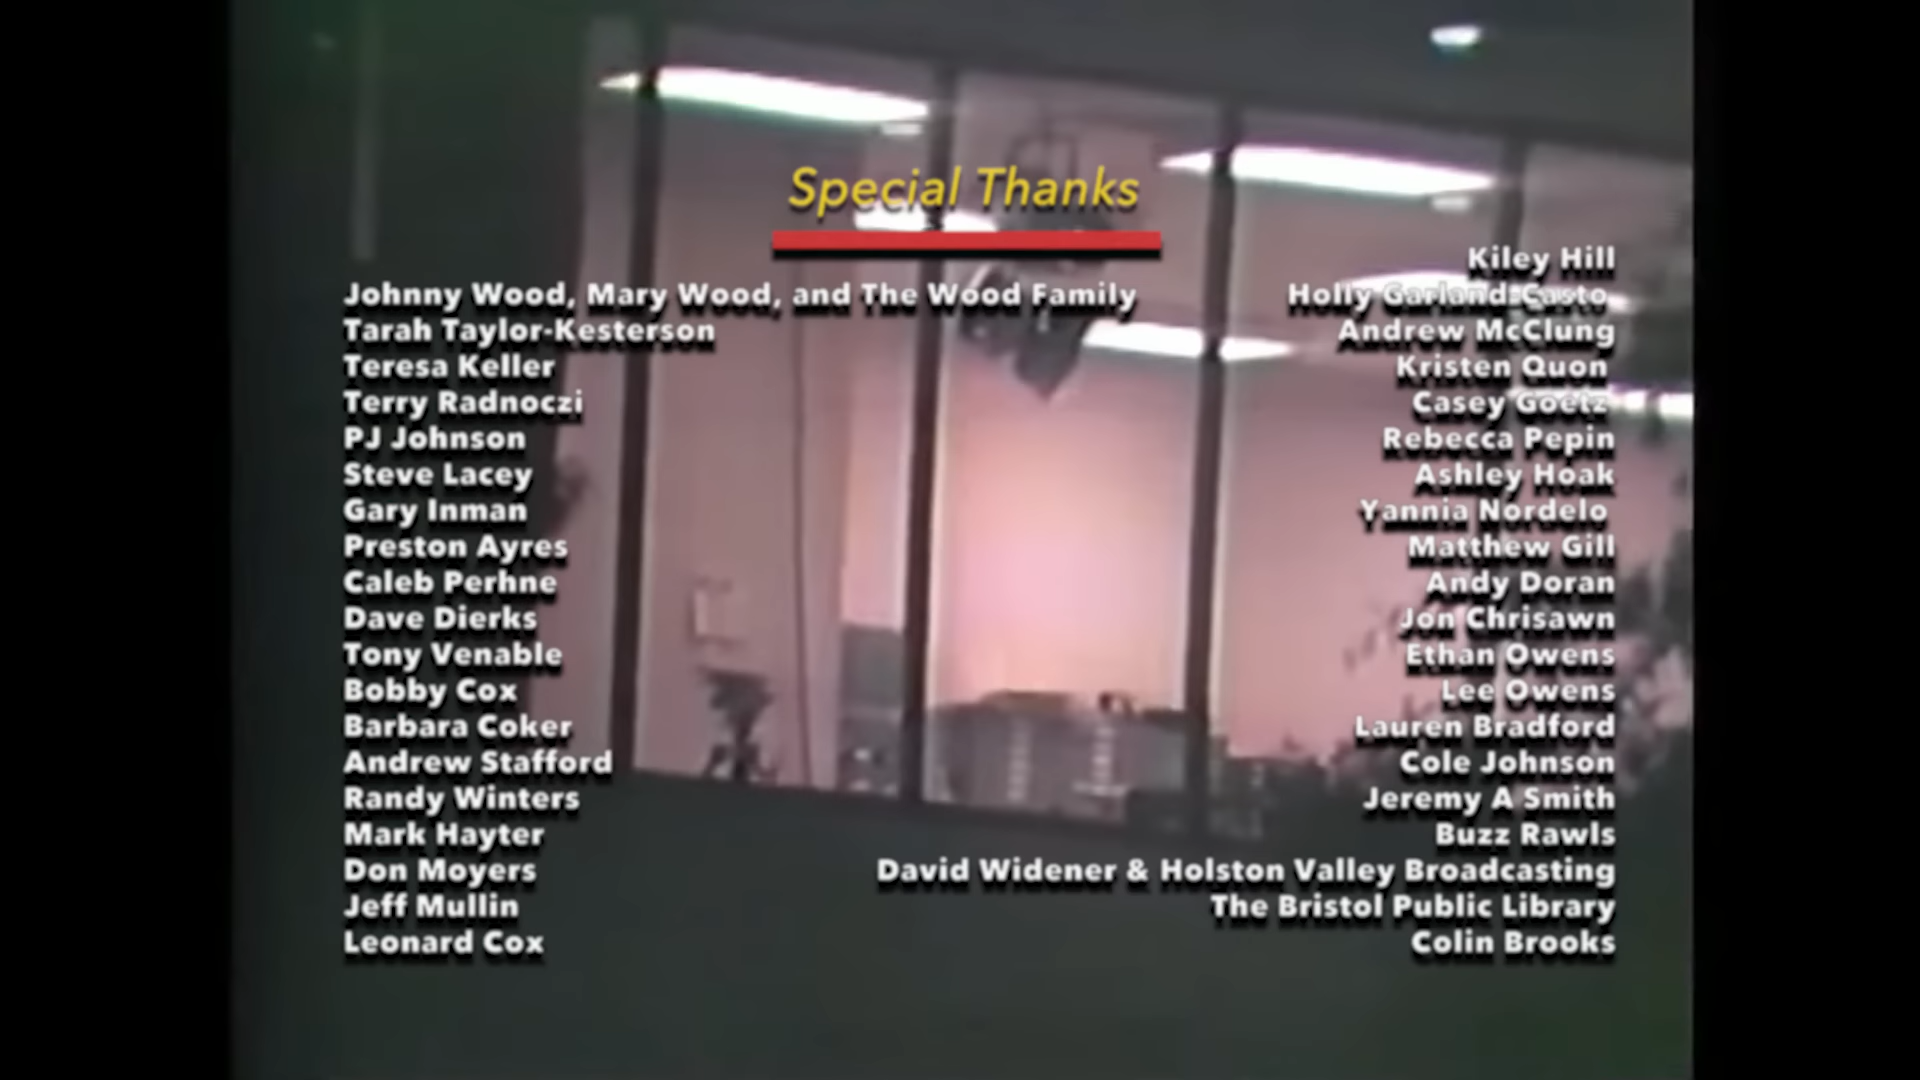 Special Thanks
Johnny Wood, Mary Wood, and The Wood Family
Tarah Taylor-Kesterson
Teresa Keller
Terry Radnoczi
PJ Johnson
Steve Lacey
Gary Inman
Preston Ayres
Caleb Perhne
Dave Dierks
Tony Venable
Bobby Cox
Barbara Coker
Andrew Stafford
Randy Winters
Mark Hayter
Don Moyers
Jeff Mullin
Leonard Cox
Kiley Hill
Holly Garland Casto
Andrew McClung
Kristen Quon
Casey Goetz
Rebecca Pepin
Ashley Hoak
Yannia Nordelo
Matthew Gill
Andy Doran
Jon Chrisawn
Ethan Owens
Lee Owens
Lauren Bradford
Cole Johnson
Jeremy A Smith
Buzz Rawls
David Widener & Holston Valley Broadcasting
The Bristol Public Library
Colin Brooks